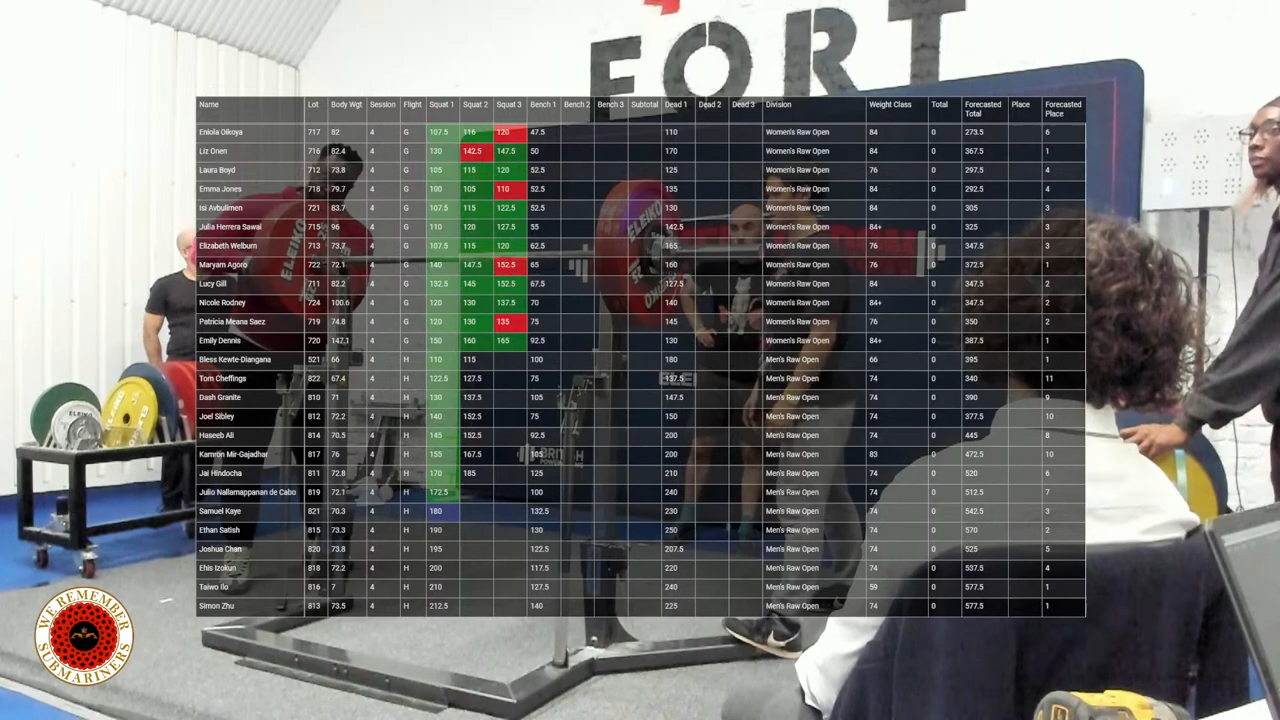 FORT
Name Lot Body Wgt Session Flight Squat 1 Squat 2 Squat 3 Bench 1 Bench 2 Bench 3 Subtotal Dead 1 Dead 2 Dead 3 Division Weight Class Total Forecasted Total Place Forecasted Place
Eniola Oikoya 717 82 4 G 107.5 116 120 47.5 110 Women's Raw Open 84 0 273.5 6
Liz Onen 716 82.4 4 G 130 142.5 147.5 50 170 Women's Raw Open 84 0 367.5 1
Laura Boyd 712 73.8 4 G 105 115 120 52.5 125 Women's Raw Open 76 0 297.5 4
Emma Jones 718 79.7 4 G 100 105 110 52.5 135 Women's Raw Open 84 0 292.5 4
Isi Avbulimen 721 83.7 4 G 107.5 115 122.5 52.5 130 Women's Raw Open 84 0 305 3
Julia Herrera Sawai 715 96 4 G 110 120 127.5 55 142.5 Women's Raw Open 84+ 0 325 3
Elizabeth Welburn 713 73.7 4 G 107.5 115 120 62.5 165 Women's Raw Open 76 0 347.5 3
Maryam Agoro 722 72.1 4 G 140 147.5 152.5 65 160 Women's Raw Open 76 0 372.5 1
Lucy Gill 711 82.2 4 G 132.5 145 152.5 67.5 127.5 Women's Raw Open 84 0 347.5 2
Nicole Rodney 724 100.6 4 G 120 130 137.5 70 140 Women's Raw Open 84+ 0 347.5 2
Patricia Meana Saez 719 74.8 4 G 120 130 135 75 145 Women's Raw Open 76 0 350 2
Emily Dennis 720 147.1 4 G 150 160 165 92.5 130 Women's Raw Open 84+ 0 387.5 1
Bless Kewte-Diangana 521 66 4 H 110 115 100 180 Men's Raw Open 66 0 395 1
Tom Cheffings 822 67.4 4 H 122.5 127.5 75 137.5 Men's Raw Open 74 0 340 11
Dash Granite 810 71 4 H 130 137.5 105 147.5 Men's Raw Open 74 0 390 9
Joel Sibley 812 72.2 4 H 140 152.5 75 150 Men's Raw Open 74 0 377.5 10
Haseeb Ali 814 70.5 4 H 145 152.5 92.5 200 Men's Raw Open 74 0 445 8
Kamron Mir-Gajadhar 817 76 4 H 155 167.5 105 200 Men's Raw Open 83 0 472.5 10
Jai Hindocha 811 72.8 4 H 170 185 125 210 Men's Raw Open 74 0 520 6
Julio Nallamappanan de Cabo 819 72.1 4 H 172.5 100 240 Men's Raw Open 74 0 512.5 7
Samuel Kaye 821 70.3 4 H 180 132.5 230 Men's Raw Open 74 0 542.5 3
Ethan Satish 815 73.3 4 H 190 130 250 Men's Raw Open 74 0 570 2
Joshua Chan 820 73.8 4 H 195 122.5 207.5 Men's Raw Open 74 0 525 5
Ehis Izokun 818 72.2 4 H 200 117.5 220 Men's Raw Open 74 0 537.5 4
Taiwo Ilo 816 7 4 H 210 127.5 240 Men's Raw Open 59 0 577.5 1
Simon Zhu 813 73.5 4 H 212.5 140 225 Men's Raw Open 74 0 577.5 1
ELEIKO
ELEIKO
25
ELEIKO
BRITISH
WE REMEMBER
SUBMARINERS